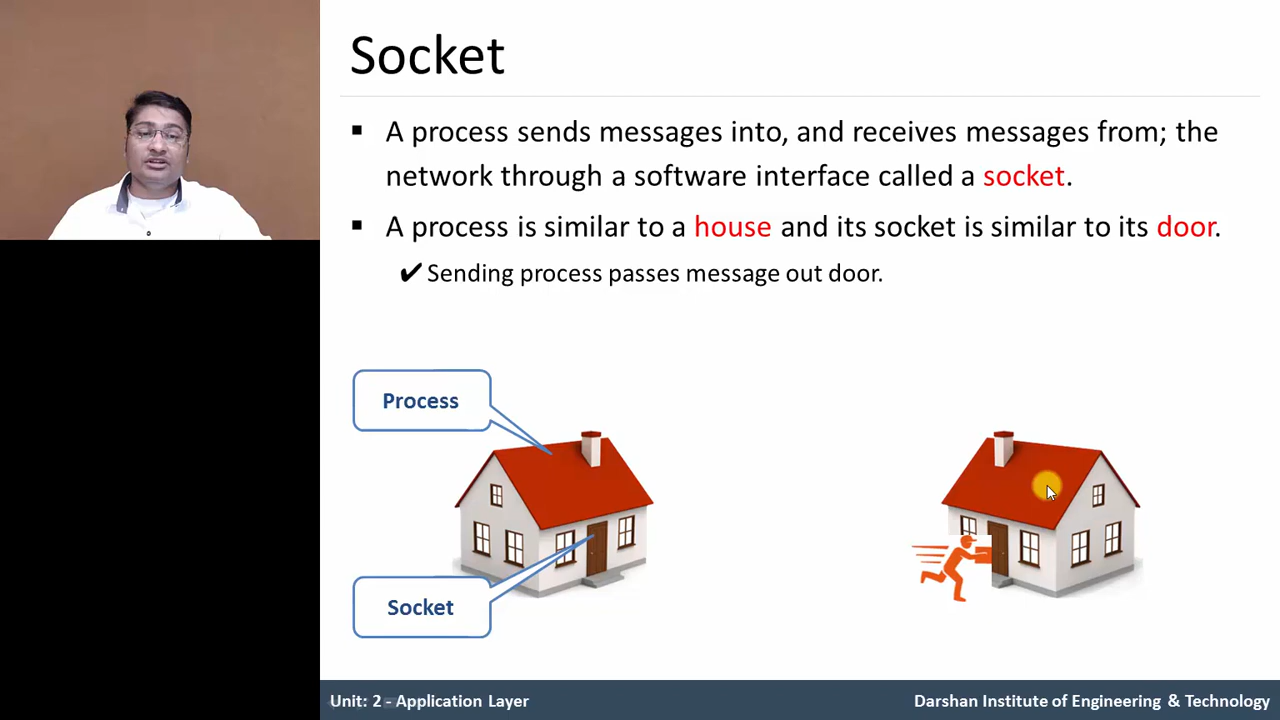 Socket
▪ A process sends messages into, and receives messages from; the
network through a software interface called a socket.
▪ A process is similar to a house and its socket is similar to its door.
✔ Sending process passes message out door.
Process
Socket
Unit: 2 - Application Layer
Darshan Institute of Engineering & Technology